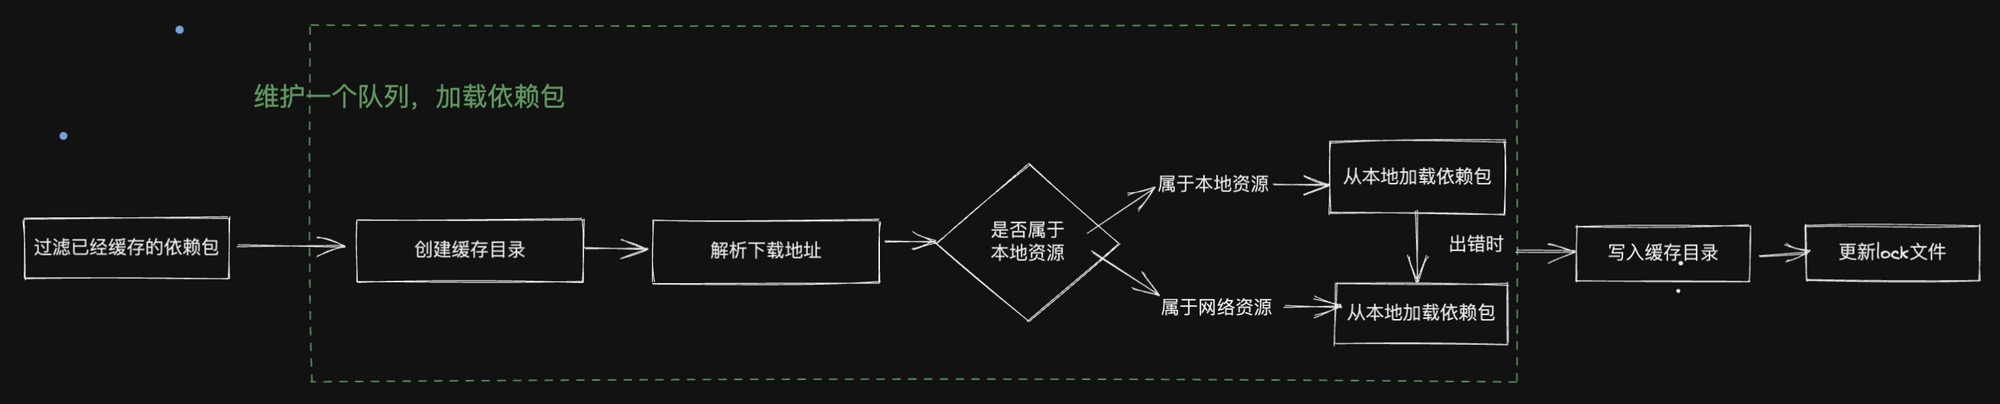 维护一个队列，加载依赖包
过滤已经缓存的依赖包
创建缓存目录
解析下载地址
是否属于
本地资源
属于本地资源
从本地加载依赖包
出错时
属于网络资源
从本地加载依赖包
写入缓存目录
更新lock文件